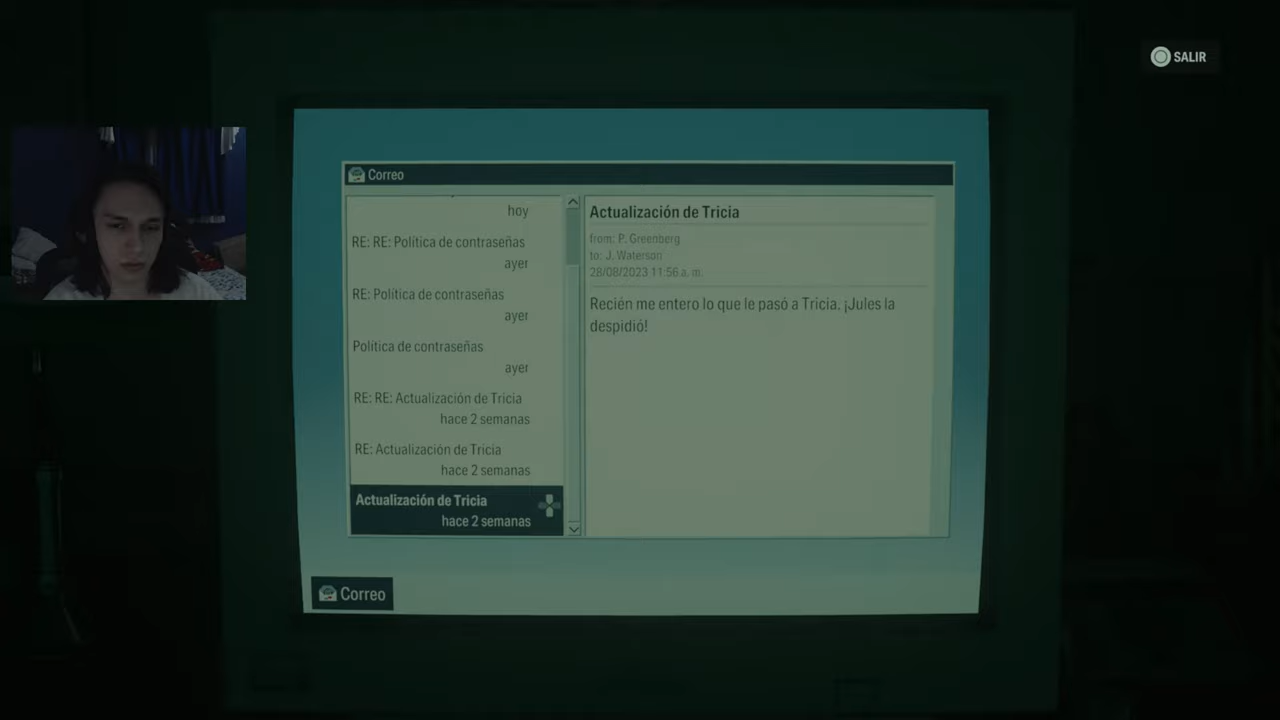 SALIR
Correo
hoy
RE: RE: Política de contraseñas
ayer
RE: Política de contraseñas
ayer
Política de contraseñas
ayer
RE: RE: Actualización de Tricia
hace 2 semanas
RE: Actualización de Tricia
hace 2 semanas
Actualización de Tricia
hace 2 semanas
Actualización de Tricia
from: P. Greenberg
to: J. Waterson
28/08/2023 11:56 a. m.
Recién me entero lo que le pasó a Tricia. ¡Jules la
despidió!
Correo